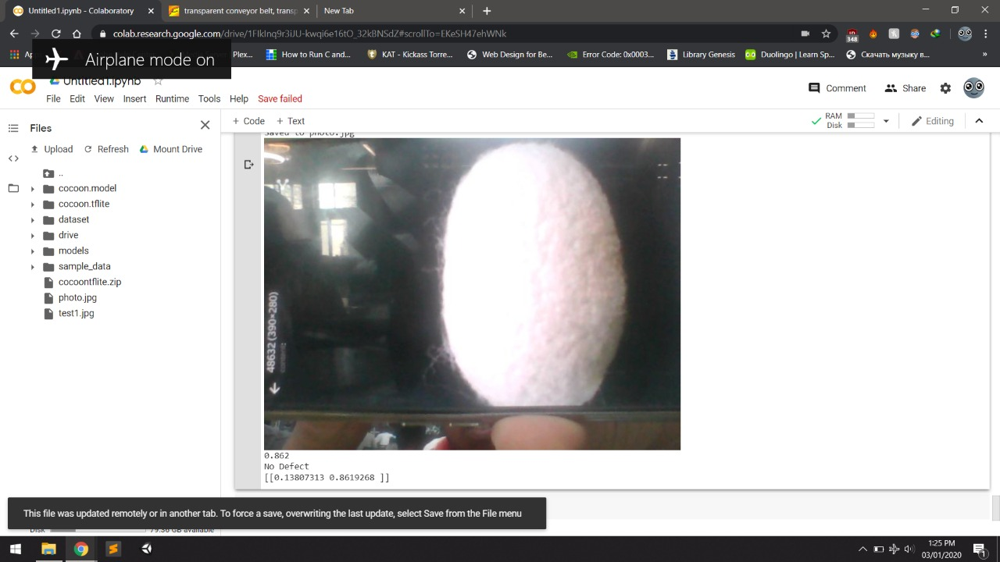 Untitled1.ipynb - Colaboratory
transparent conveyor belt, transp
New Tab
colab.research.google.com/drive/1FIkInq9r3iJU-kwqi6e16tO_32kBNSdZ#scrollTo=EKeSH47ehWNk
348
Plex...
How to Run C and...
KAT - Kickass Torre...
Web Design for Be...
Error Code: 0x0003...
Library Genesis
Duolingo | Learn Sp...
Скачать музыку в...
»
Airplane mode on
Untitled1.ipynb
File Edit View Insert Runtime Tools Help Save failed
Comment
Share
Files
+ Code + Text
RAM
Disk
Editing
Upload Refresh Mount Drive
..
cocoon.model
cocoon.tflite
dataset
drive
models
sample_data
cocoontflite.zip
photo.jpg
test1.jpg
Saved to photo.jpg
48632 (390×280)
0.862
No Defect
[[0.13807313 0.8619268 ]]
This file was updated remotely or in another tab. To force a save, overwriting the last update, select Save from the File menu
Disk 79.36 GB available
1:25 PM
03/01/2020
1